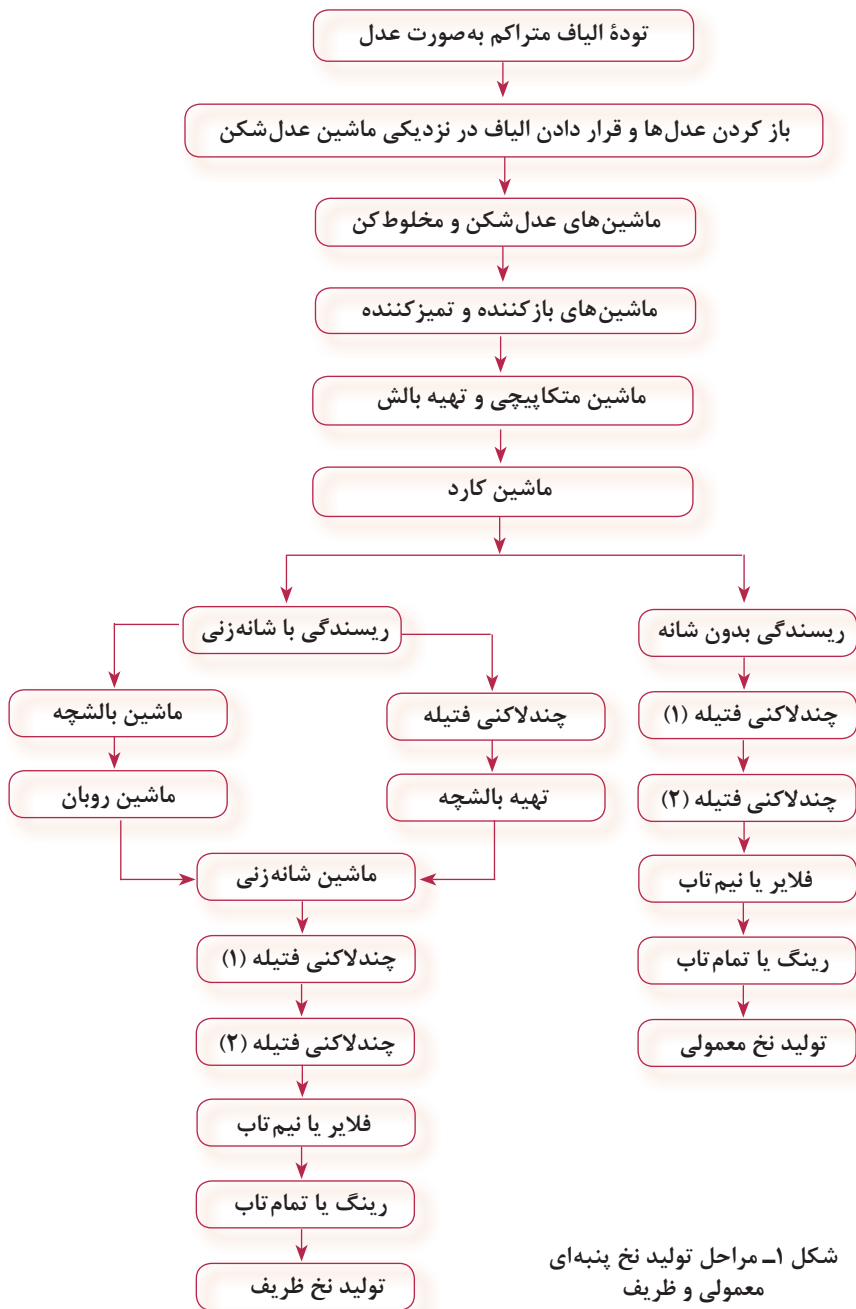 تودهٔ الیاف متراکم به‌صورت عدل
باز کردن عدل‌ها و قرار دادن الیاف در نزدیکی ماشین عدل‌شکن
ماشین‌های عدل‌شکن و مخلوط‌کن
ماشین‌های بازکننده و تمیزکننده
ماشین متکاپیچی و تهیه بالش
ماشین کارد
ریسندگی بدون شانه
چندلاکنی فتیله (۱)
چندلاکنی فتیله (۲)
فلایر یا نیم‌تاب
رینگ یا تمام‌تاب
تولید نخ معمولی
ریسندگی با شانه‌زنی
چندلاکنی فتیله
تهیه بالشچه
ماشین بالشچه
ماشین روبان
ماشین شانه‌زنی
چندلاکنی فتیله (۱)
چندلاکنی فتیله (۲)
فلایر یا نیم‌تاب
رینگ یا تمام‌تاب
تولید نخ ظریف
شکل ۱ــ مراحل تولید نخ پنبه‌ای
معمولی و ظریف